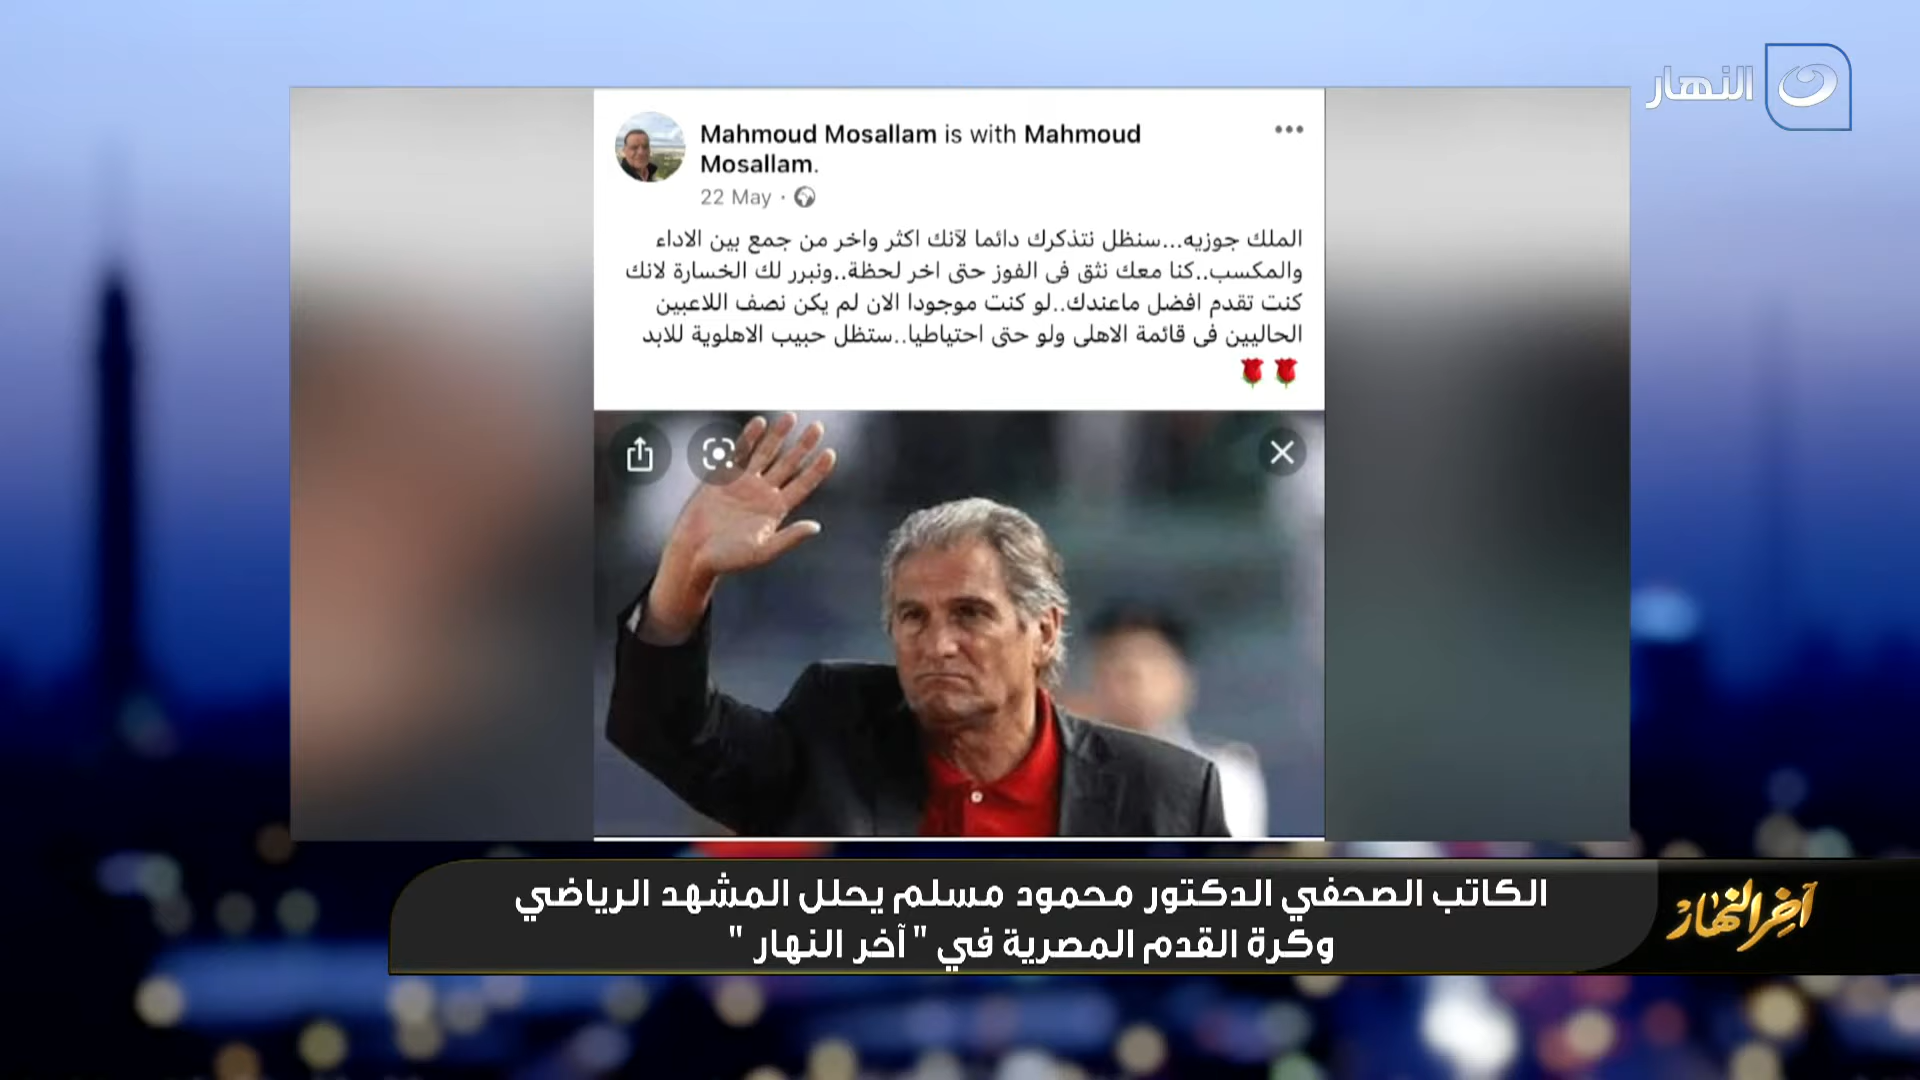 النهار
Mahmoud Mosallam is with Mahmoud
Mosallam.
22 May ·
الملك جوزيه...سنظل نتذكرك دائما لآنك اكثر واخر من جمع بين الاداء
والمكسب..كنا معك نثق فى الفوز حتى اخر لحظة..ونبرر لك الخسارة لانك
كنت تقدم افضل ماعندك..لو كنت موجودا الان لم يكن نصف اللاعبين
الحاليين فى قائمة الاهلى ولو حتى احتياطيا..ستظل حبيب الاهلوية للابد
🌹🌹
الكاتب الصحفي الدكتور محمود مسلم يحلل المشهد الرياضي
وكرة القدم المصرية في " آخر النهار "
آخر النهار